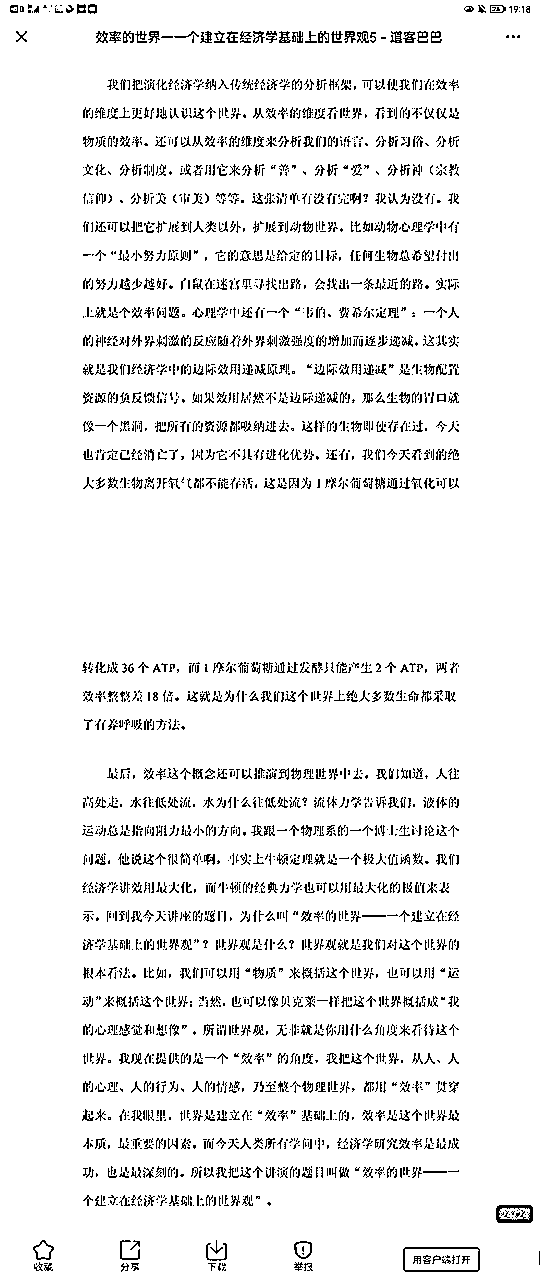 19:18
效率的世界——一个建立在经济学基础上的世界观5 - 道客巴巴
我们把演化经济学纳入传统经济学的分析框架，可以使我们在效率
的维度上更好地认识这个世界。从效率的维度看世界，看到的不仅仅是
物质的效率。还可以从效率的维度来分析我们的语言、分析习俗、分析
文化、分析制度。或者用它来分析“善”、分析“爱”、分析神（宗教
信仰）、分析美（审美）等等。这张清单有没有完啊？我认为没有。我
们还可以把它扩展到人类以外，扩展到动物世界。比如动物心理学中有
一个“最小努力原则”，它的意思是给定的目标，任何生物总希望付出
的努力越少越好。白鼠在迷宫里寻找出路，会找出一条最近的路。实际
上就是个效率问题。心理学中还有一个“韦伯、费希尔定理”：一个人
的神经对外界刺激的反应随着外界刺激强度的增加而逐步递减。这其实
就是我们经济学中的边际效用递减原理。“边际效用递减”是生物配置
资源的负反馈信号。如果效用居然不是边际递减的，那么生物的胃口就
像一个黑洞，把所有的资源都吸纳进去。这样的生物即使存在过，今天
也肯定已经消亡了，因为它不具有进化优势。还有，我们今天看到的绝
大多数生物离开氧气都不能存活，这是因为 1 摩尔葡萄糖通过氧化可以
转化成 36 个 ATP，而 1 摩尔葡萄糖通过发酵只能产生 2 个 ATP，两者
效率整整差 18 倍。这就是为什么我们这个世界上绝大多数生命都采取
了有养呼吸的方法。
最后，效率这个概念还可以推演到物理世界中去。我们知道，人往
高处走，水往低处流，水为什么往低处流？流体力学告诉我们，液体的
运动总是指向阻力最小的方向。我跟一个物理系的一个博士生讨论这个
问题，他说这个很简单啊，事实上牛顿定理就是一个极大值函数。我们
经济学讲效用最大化，而牛顿的经典力学也可以用最大化的极值来表
示。回到我今天讲座的题目，为什么叫“效率的世界——一个建立在经
济学基础上的世界观”？世界观是什么？世界观就是我们对这个世界的
根本看法。比如，我们可以用“物质”来概括这个世界，也可以用“运
动”来概括这个世界；当然，也可以像贝克莱一样把这个世界概括成“我
的心理感觉和想像”。所谓世界观，无非就是你用什么角度来看待这个
世界。我现在提供的是一个“效率”的角度，我把这个世界，从人、人
的心理、人的行为、人的情感，乃至整个物理世界，都用“效率”贯穿
起来。在我眼里，世界是建立在“效率”基础上的，效率是这个世界最
本质，最重要的因素。而今天人类所有学问中，经济学研究效率是最成
功，也是最深刻的。所以我把这个讲演的题目叫做“效率的世界——一
个建立在经济学基础上的世界观”。
收藏 分享 下载 举报 用客户端打开